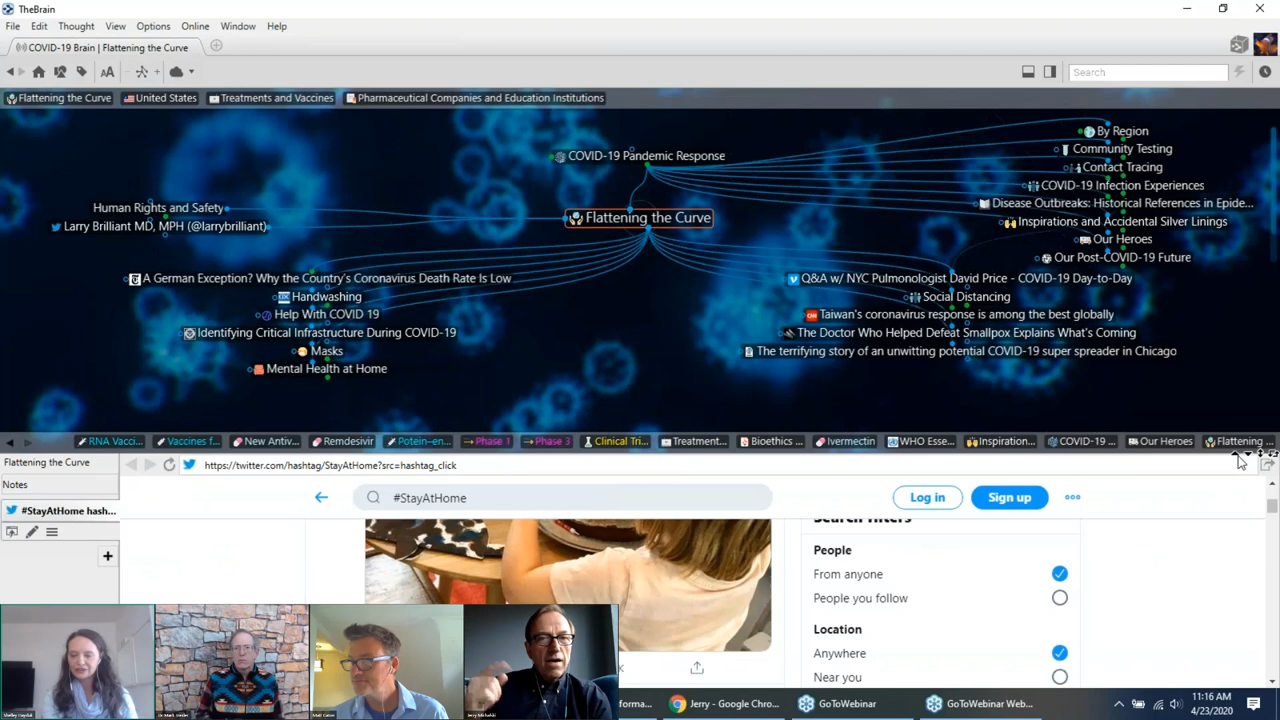 TheBrain
File Edit Thought View Options Online Window Help
COVID-19 Brain | Flattening the Curve
AA
Search
Flattening the Curve United States Treatments and Vaccines Pharmaceutical Companies and Education Institutions
By Region
Community Testing
COVID-19 Pandemic Response
Contact Tracing
COVID-19 Infection Experiences
Disease Outbreaks: Historical References in Epide...
Human Rights and Safety
Flattening the Curve
Inspirations and Accidental Silver Linings
Larry Brilliant MD, MPH (@larrybrilliant)
Our Heroes
Our Post-COVID-19 Future
A German Exception? Why the Country's Coronavirus Death Rate Is Low
Q&A w/ NYC Pulmonologist David Price - COVID-19 Day-to-Day
Handwashing
Social Distancing
Help With COVID 19
Taiwan's coronavirus response is among the best globally
Identifying Critical Infrastructure During COVID-19
The Doctor Who Helped Defeat Smallpox Explains What's Coming
Masks
The terrifying story of an unwitting potential COVID-19 super spreader in Chicago
Mental Health at Home
RNA Vacci... Vaccines f... New Antiv... Remdesivir Potein–en... Phase 1 Phase 3 Clinical Tri... Treatment... Bioethics ... Ivermectin WHO Esse... Inspiration... COVID-19 ... Our Heroes Flattening ...
Flattening the Curve
https://twitter.com/hashtag/StayAtHome?src=hashtag_click
Notes
#StayAtHome hash...
#StayAtHome
Log in
Sign up
Search filters
People
From anyone
People you follow
Location
Anywhere
Near you
Shelley Hayduk
Matt Caton
Jerry Michalski
Jerry - Google Chro...
GoToWebinar
GoToWebinar Web...
11:16 AM
4/23/2020